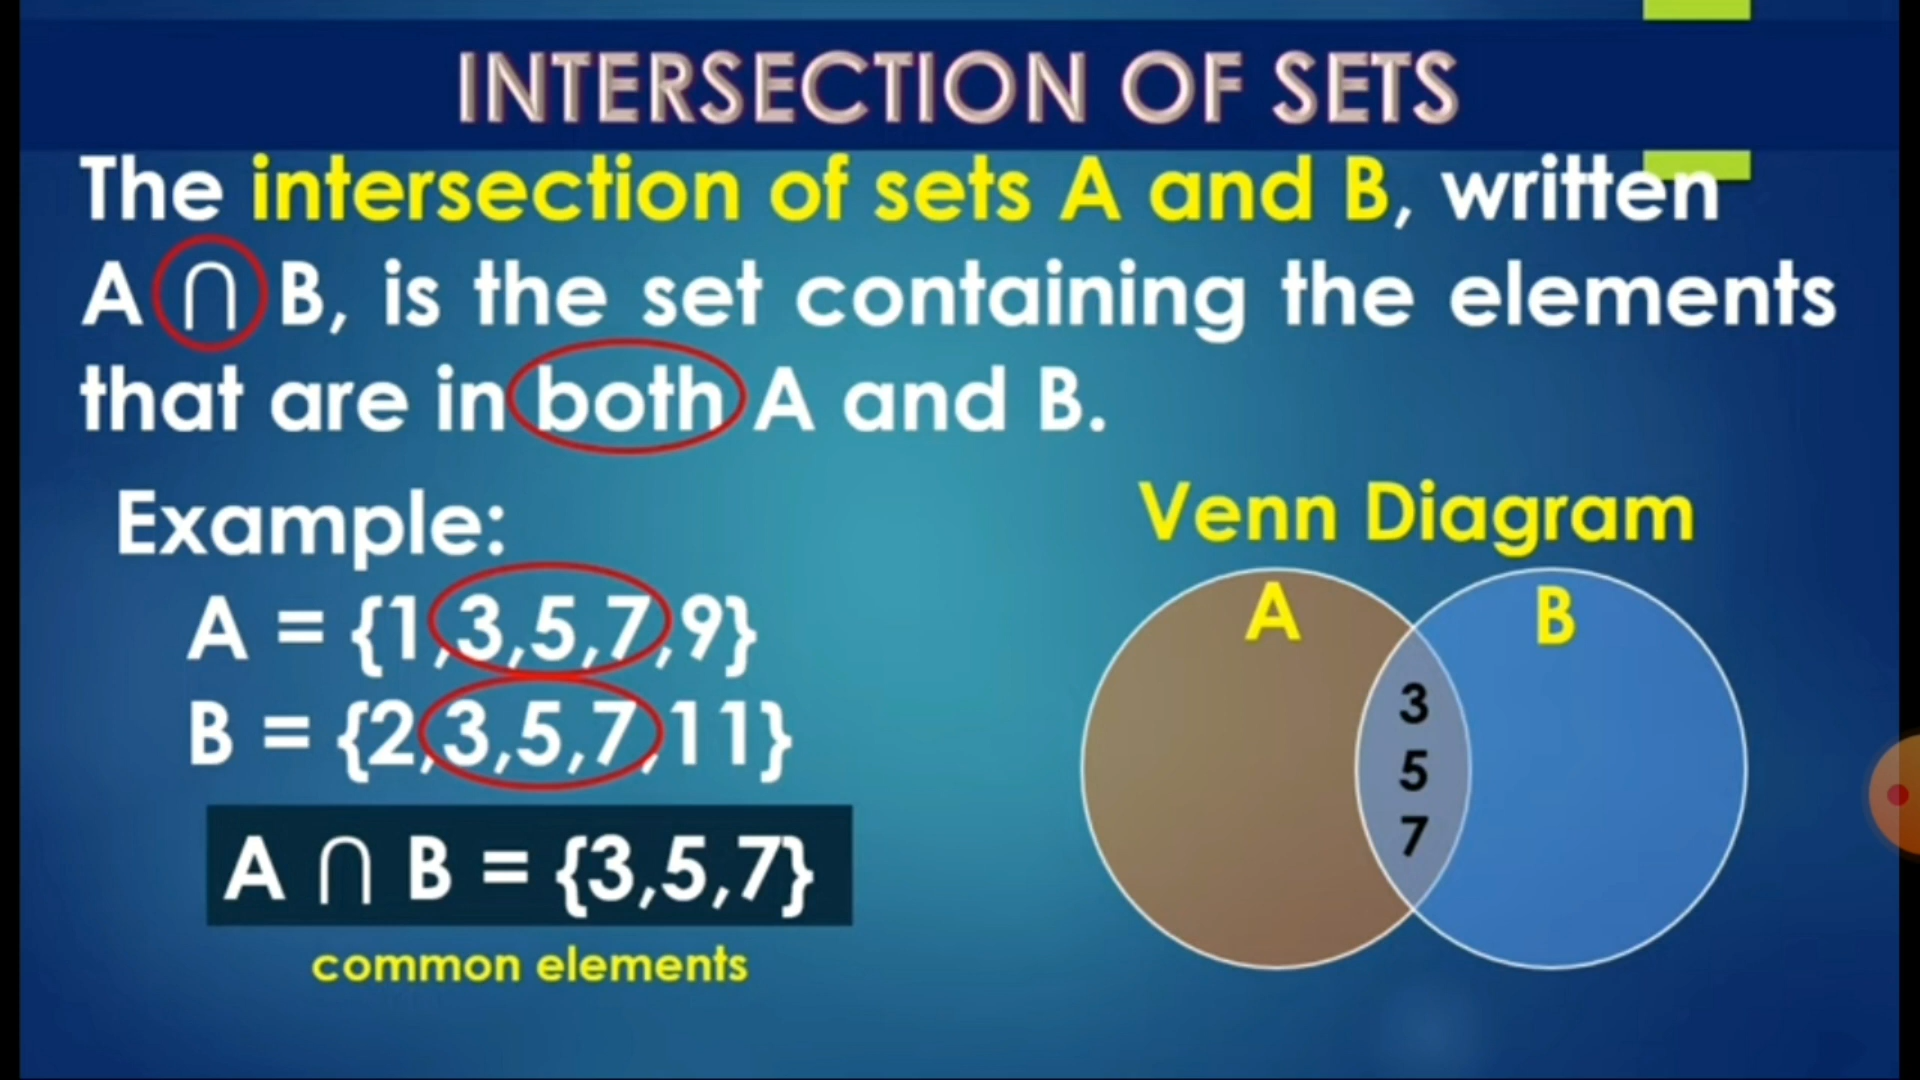 INTERSECTION OF SETS
The intersection of sets A and B, written
A ∩ B, is the set containing the elements
that are in both A and B.
Example:
A = {1,3,5,7,9}
B = {2,3,5,7,11}
A ∩ B = {3,5,7}
common elements
Venn Diagram
A
B
3
5
7